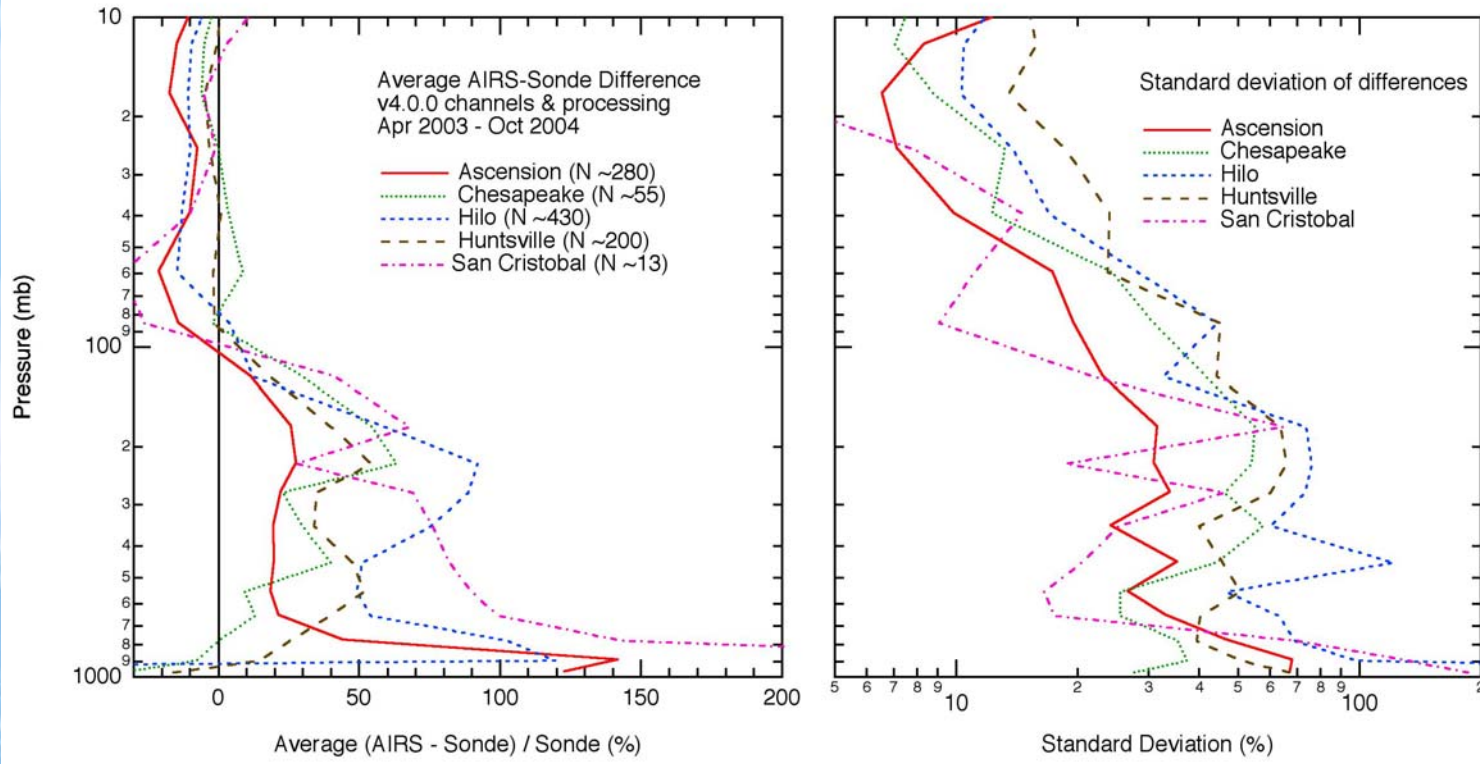 Pressure (mb)
10
2
3
4
5
6
7
8
9
100
2
3
4
5
6
7
8
9
1000
Average AIRS-Sonde Difference
v4.0.0 channels & processing
Apr 2003 - Oct 2004
Ascension (N ~280)
Chesapeake (N ~55)
Hilo (N ~430)
Huntsville (N ~200)
San Cristobal (N ~13)
0 50 100 150 200
Average (AIRS - Sonde) / Sonde (%)
Standard deviation of differences
Ascension
Chesapeake
Hilo
Huntsville
San Cristobal
5 6 7 8 9 10 2 3 4 5 6 7 8 9 100 2
Standard Deviation (%)